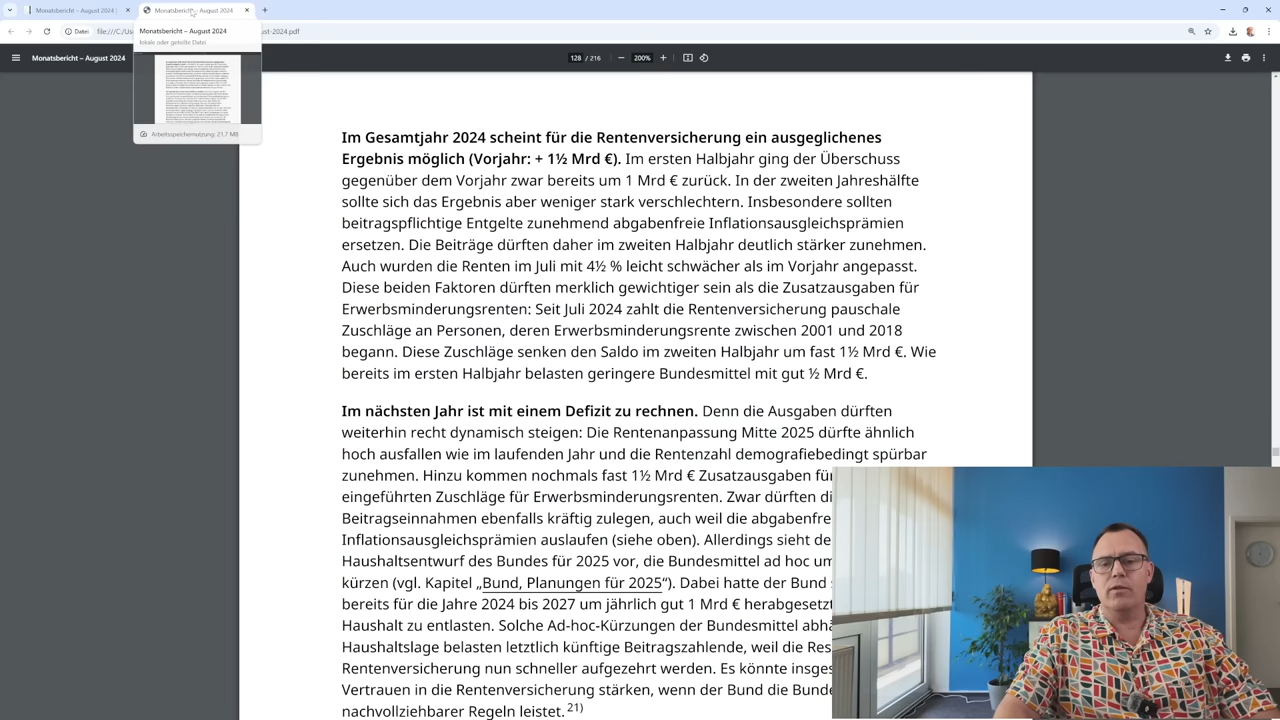 Monatsbericht – August 2024
Monatsbericht – August 2024
Datei
file:///C:/Us
st-2024.pdf
Monatsbericht – August 2024
lokale oder geteilte Datei
Monatsbericht – August 2024
Arbeitsspeichernutzung: 21,7 MB
Ergebnis möglich (Vorjahr: + 1½ Mrd €). Im ersten Halbjahr ging der Überschuss
gegenüber dem Vorjahr zwar bereits um 1 Mrd € zurück. In der zweiten Jahreshälfte
sollte sich das Ergebnis aber weniger stark verschlechtern. Insbesondere sollten
beitragspflichtige Entgelte zunehmend abgabenfreie Inflationsausgleichsprämien
ersetzen. Die Beiträge dürften daher im zweiten Halbjahr deutlich stärker zunehmen.
Auch wurden die Renten im Juli mit 4½ % leicht schwächer als im Vorjahr angepasst.
Diese beiden Faktoren dürften merklich gewichtiger sein als die Zusatzausgaben für
Erwerbsminderungsrenten: Seit Juli 2024 zahlt die Rentenversicherung pauschale
Zuschläge an Personen, deren Erwerbsminderungsrente zwischen 2001 und 2018
begann. Diese Zuschläge senken den Saldo im zweiten Halbjahr um fast 1½ Mrd €. Wie
bereits im ersten Halbjahr belasten geringere Bundesmittel mit gut ½ Mrd €.
Im nächsten Jahr ist mit einem Defizit zu rechnen. Denn die Ausgaben dürften
weiterhin recht dynamisch steigen: Die Rentenanpassung Mitte 2025 dürfte ähnlich
hoch ausfallen wie im laufenden Jahr und die Rentenzahl demografiebedingt spürbar
zunehmen. Hinzu kommen nochmals fast 1½ Mrd € Zusatzausgaben für
eingeführten Zuschläge für Erwerbsminderungsrenten. Zwar dürften di
Beitragseinnahmen ebenfalls kräftig zulegen, auch weil die abgabenfre
Inflationsausgleichsprämien auslaufen (siehe oben). Allerdings sieht de
Haushaltsentwurf des Bundes für 2025 vor, die Bundesmittel ad hoc um
kürzen (vgl. Kapitel „Bund, Planungen für 2025“). Dabei hatte der Bund
bereits für die Jahre 2024 bis 2027 um jährlich gut 1 Mrd € herabgesetzt
Haushalt zu entlasten. Solche Ad-hoc-Kürzungen der Bundesmittel abhä
Haushaltslage belasten letztlich künftige Beitragszahlende, weil die Res
Rentenversicherung nun schneller aufgezehrt werden. Es könnte insges
Vertrauen in die Rentenversicherung stärken, wenn der Bund die Bunde
nachvollziehbarer Regeln leistet. 21)